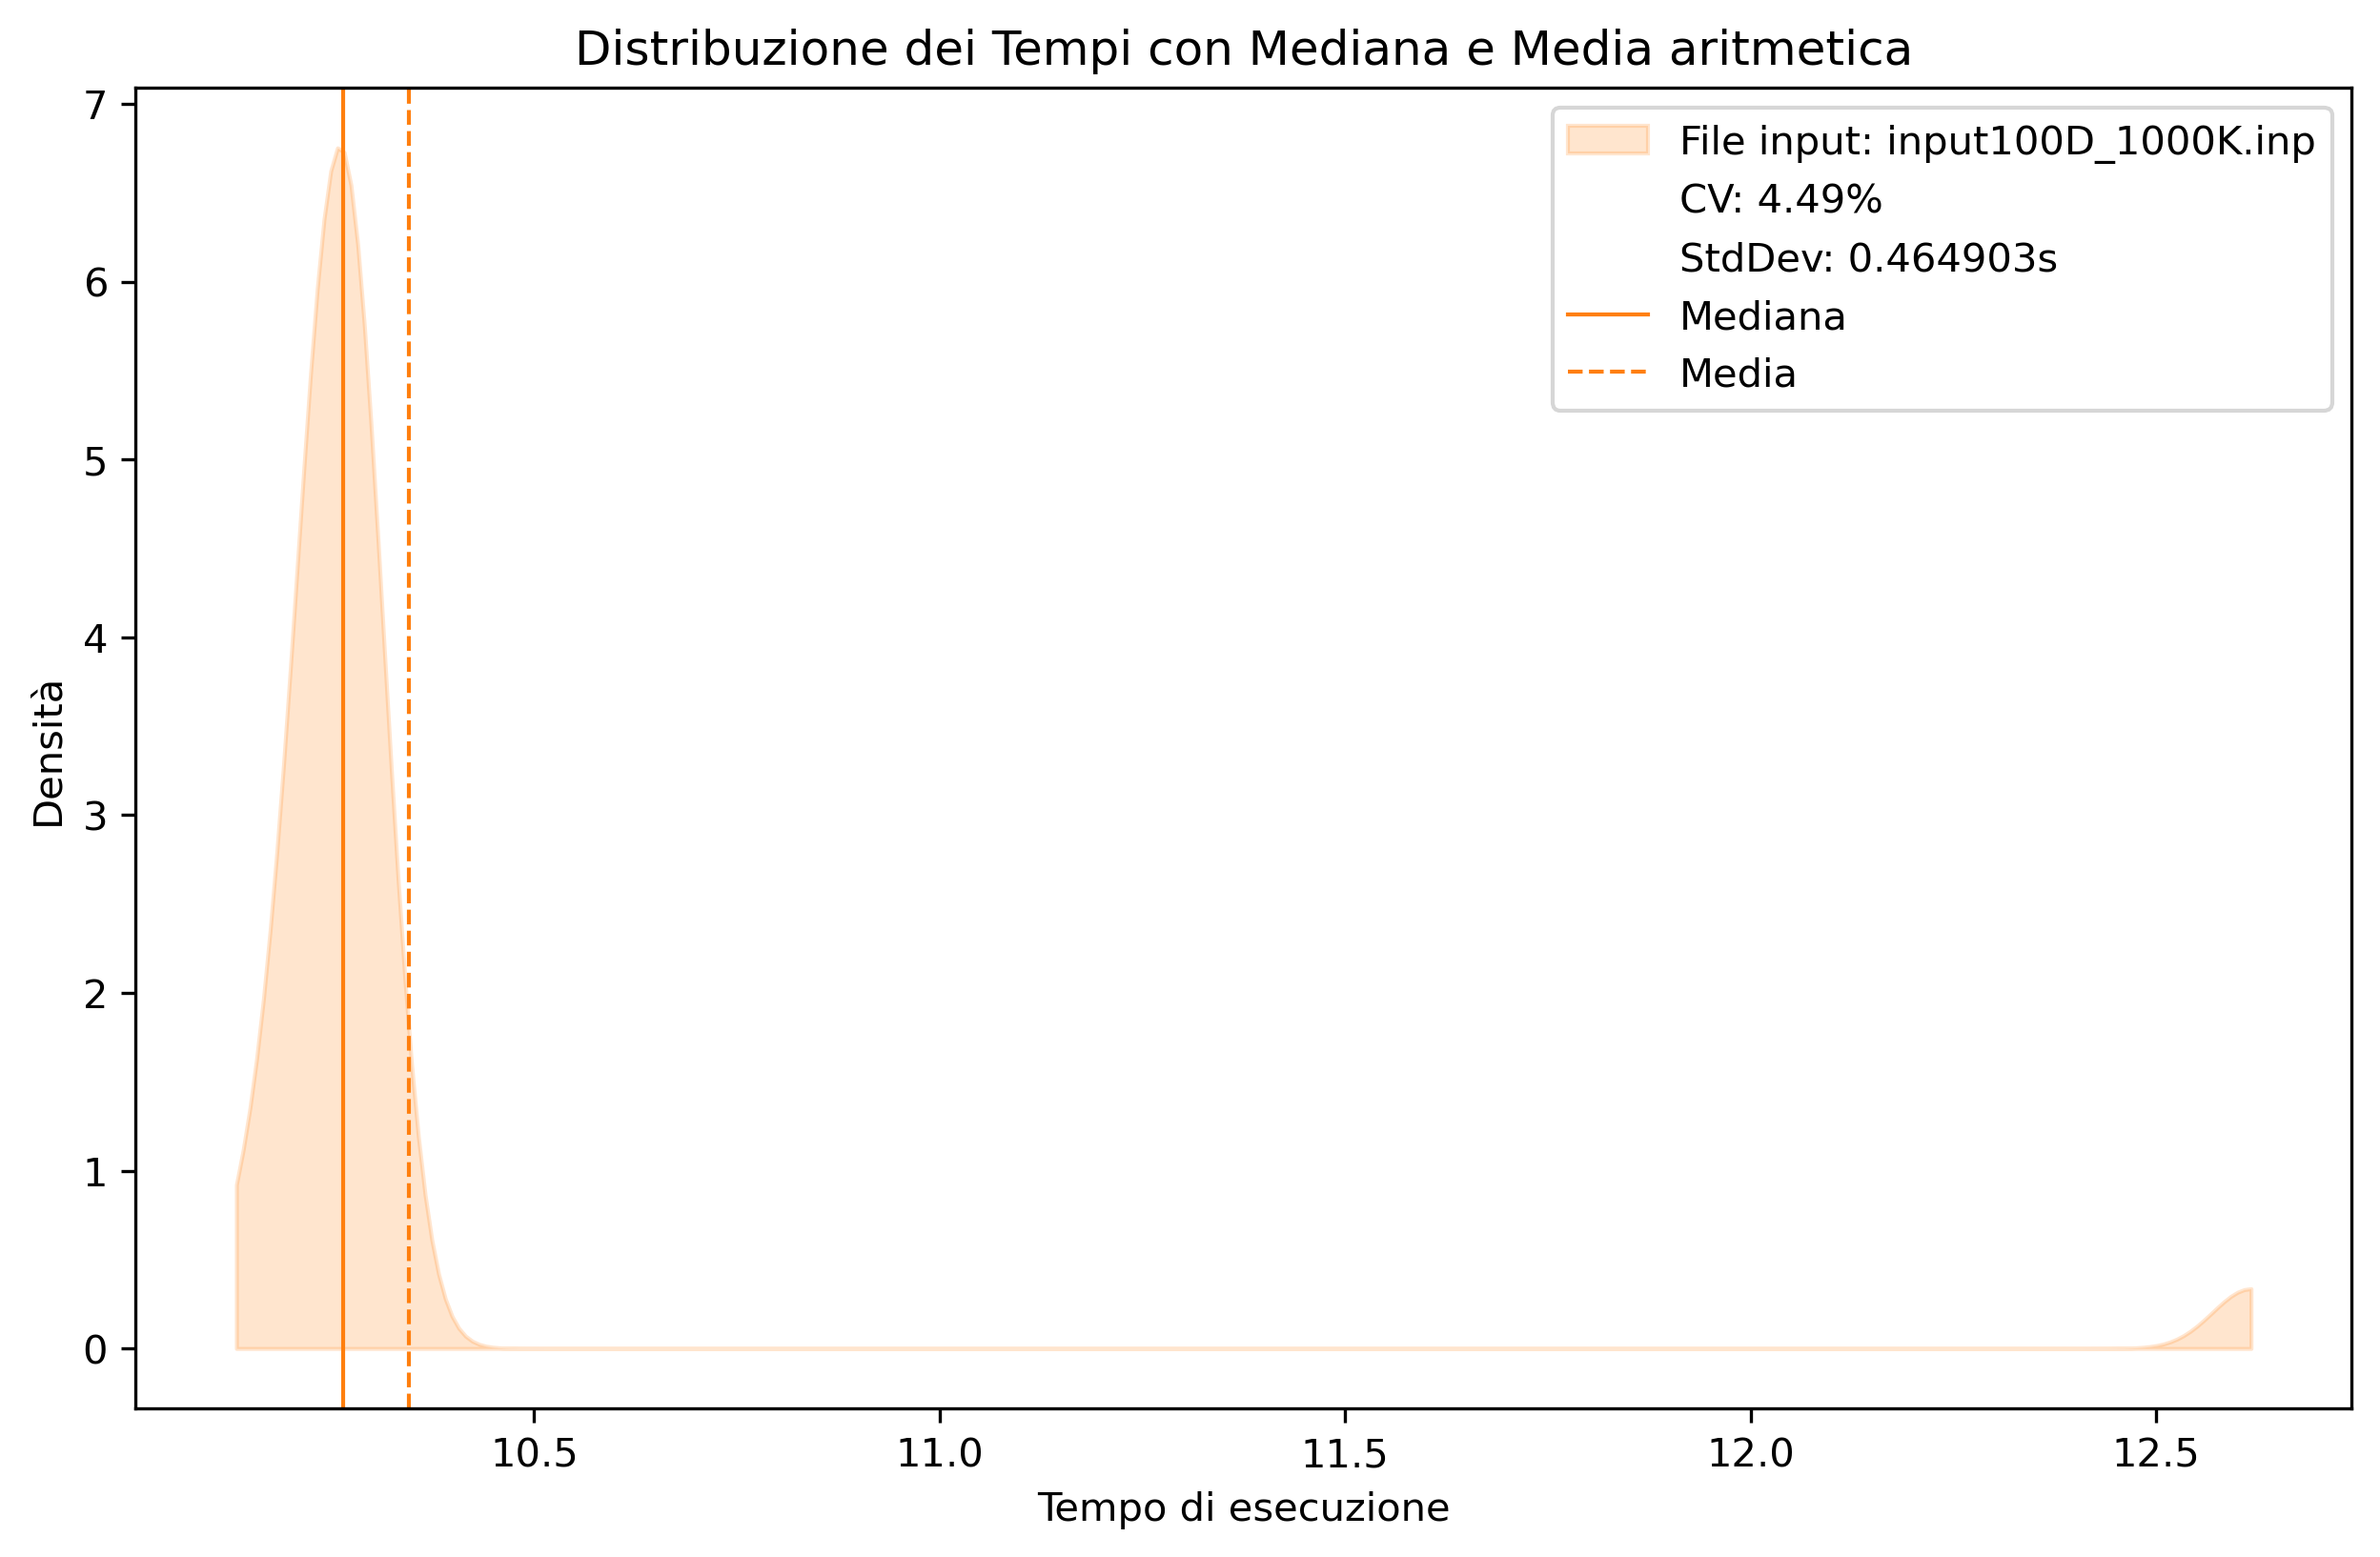 Distribuzione dei Tempi con Mediana e Media aritmetica
File input: input100D_1000K.inp
CV: 4.49%
StdDev: 0.464903s
Mediana
Media
Densità
7
6
5
4
3
2
1
0
10.5
11.0
11.5
12.0
12.5
Tempo di esecuzione